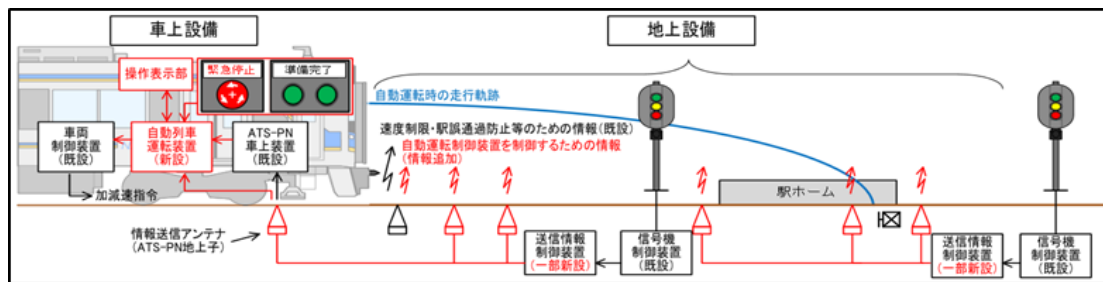 車上設備
地上設備
操作表示部
緊急停止
準備完了
自動運転時の走行軌跡
車両
制御装置
(既設)
自動列車
運転装置
(新設)
ATS-PN
車上装置
(既設)
加減速指令
速度制限・駅誤通過防止等のための情報(既設)
自動運転制御装置を制御するための情報
(情報追加)
駅ホーム
情報送信アンテナ
(ATS-PN地上子)
送信情報
制御装置
(一部新設)
信号機
制御装置
(既設)
送信情報
制御装置
(一部新設)
信号機
制御装置
(既設)